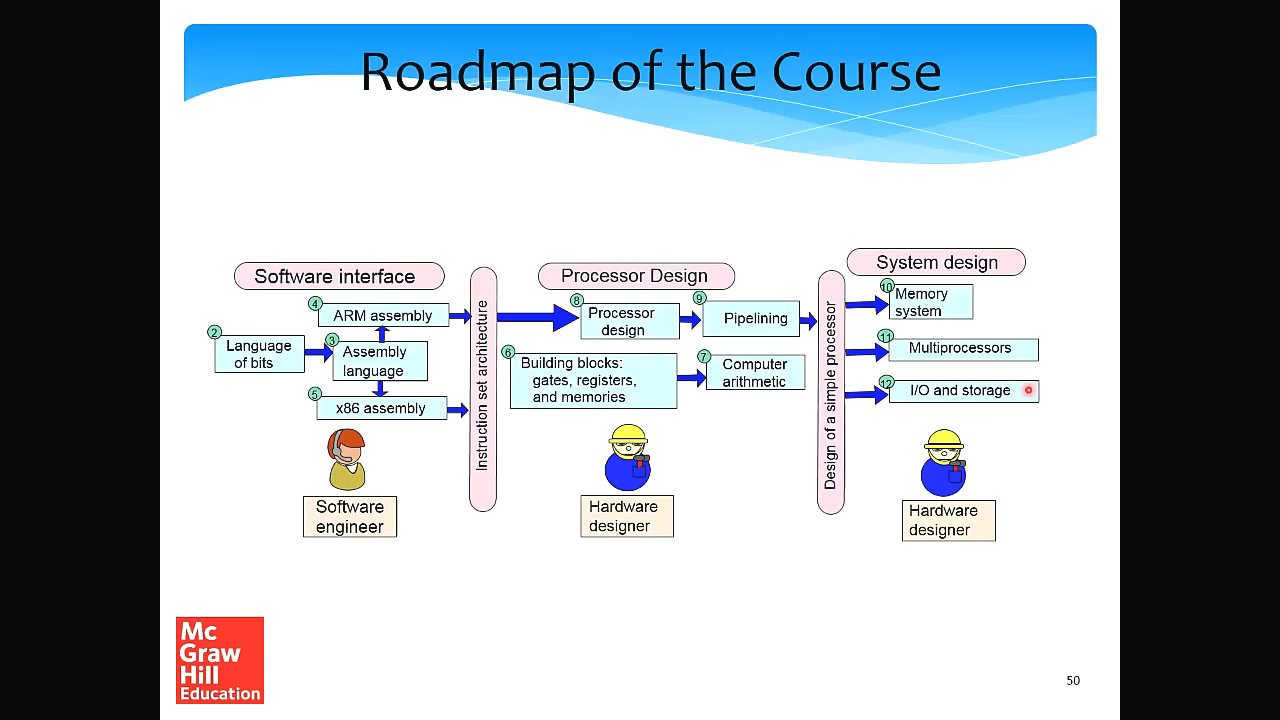 Roadmap of the Course
Software interface
4
ARM assembly
2
Language
of bits
3
Assembly
language
5
x86 assembly
Software
engineer
Instruction set architecture
Processor Design
8
Processor
design
9
Pipelining
6
Building blocks:
gates, registers,
and memories
7
Computer
arithmetic
Hardware
designer
Design of a simple processor
System design
10
Memory
system
11
Multiprocessors
12
I/O and storage
Hardware
designer
Mc
Graw
Hill
Education
50